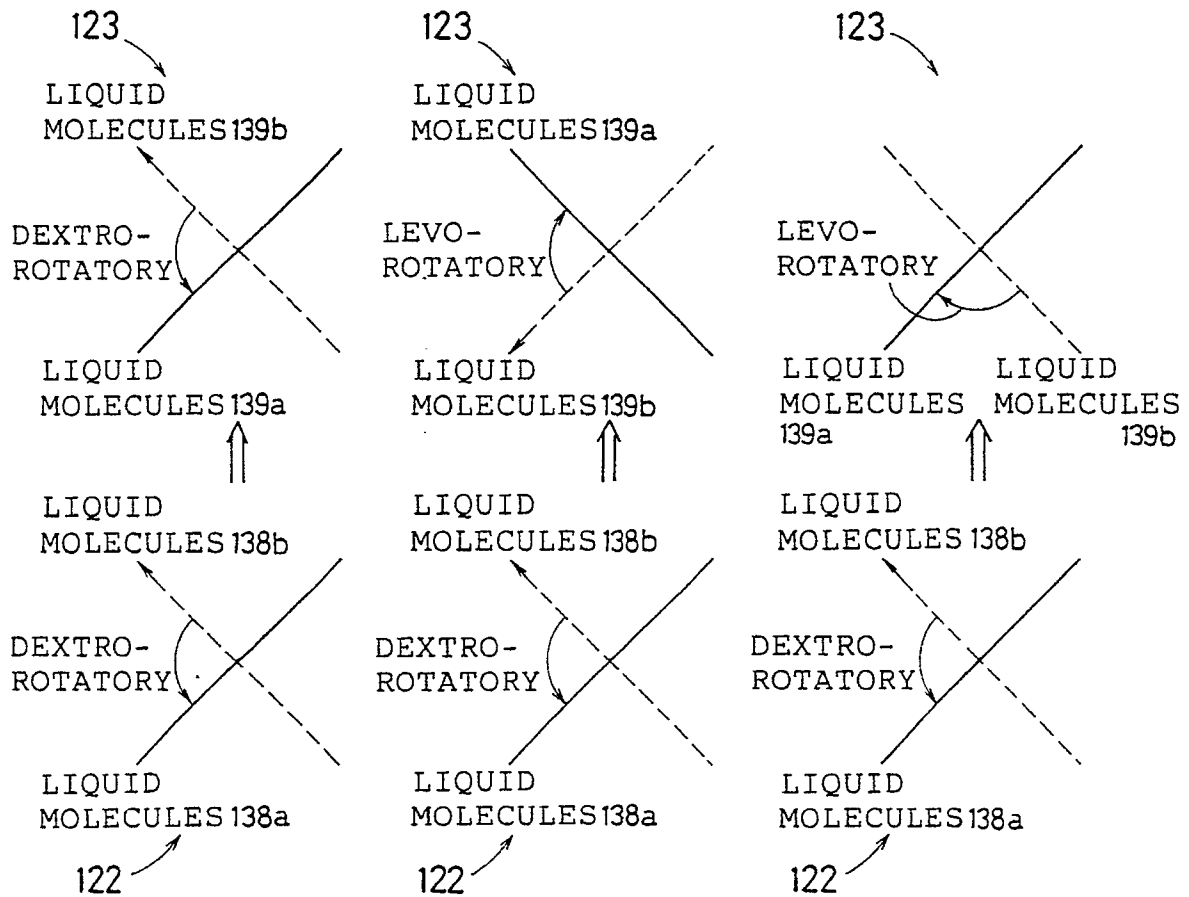 123
LIQUID
MOLECULES 139b
DEXTRO-
ROTATORY
LIQUID
MOLECULES 139a
LIQUID
MOLECULES 138b
DEXTRO-
ROTATORY
LIQUID
MOLECULES 138a
122
123
LIQUID
MOLECULES 139a
LEVO-
ROTATORY
LIQUID
MOLECULES 139b
LIQUID
MOLECULES 138b
DEXTRO-
ROTATORY
LIQUID
MOLECULES 138a
122
123
LEVO-
ROTATORY
LIQUID
MOLECULES
139a
LIQUID
MOLECULES
139b
LIQUID
MOLECULES 138b
DEXTRO-
ROTATORY
LIQUID
MOLECULES 138a
122